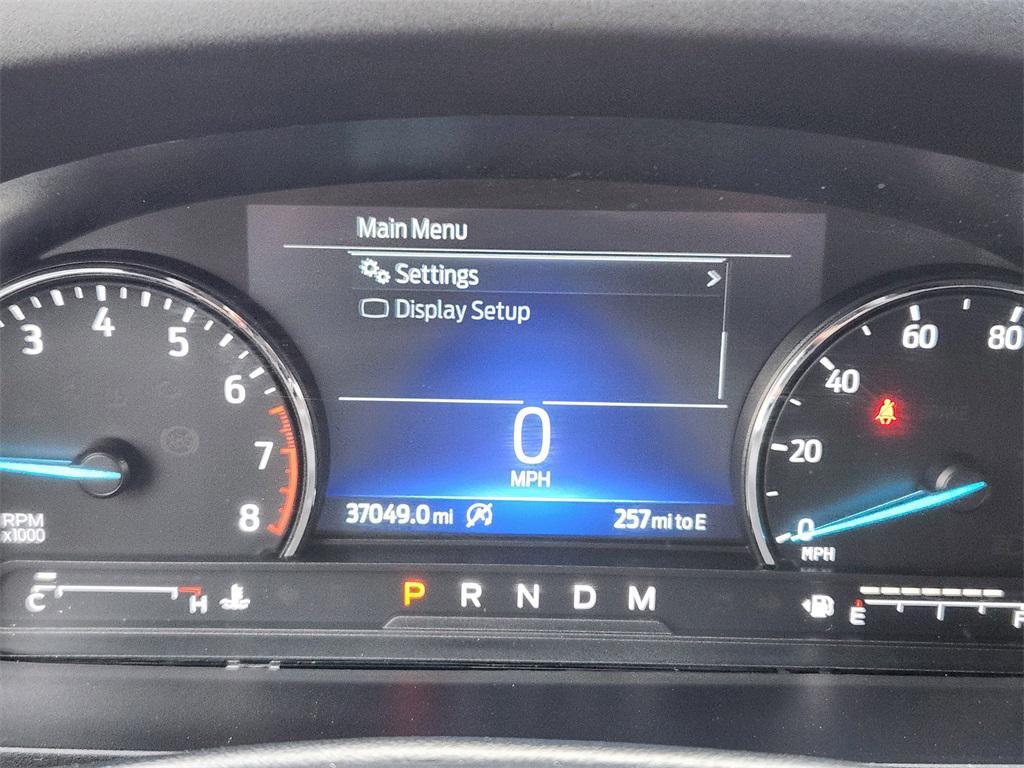 Main Menu
Settings
Display Setup
3 4 5 6 7 8
RPM
x1000
0
MPH
37049.0 mi
257 mi to E
0 20 40 60 80
MPH
C H
P R N D M
E F